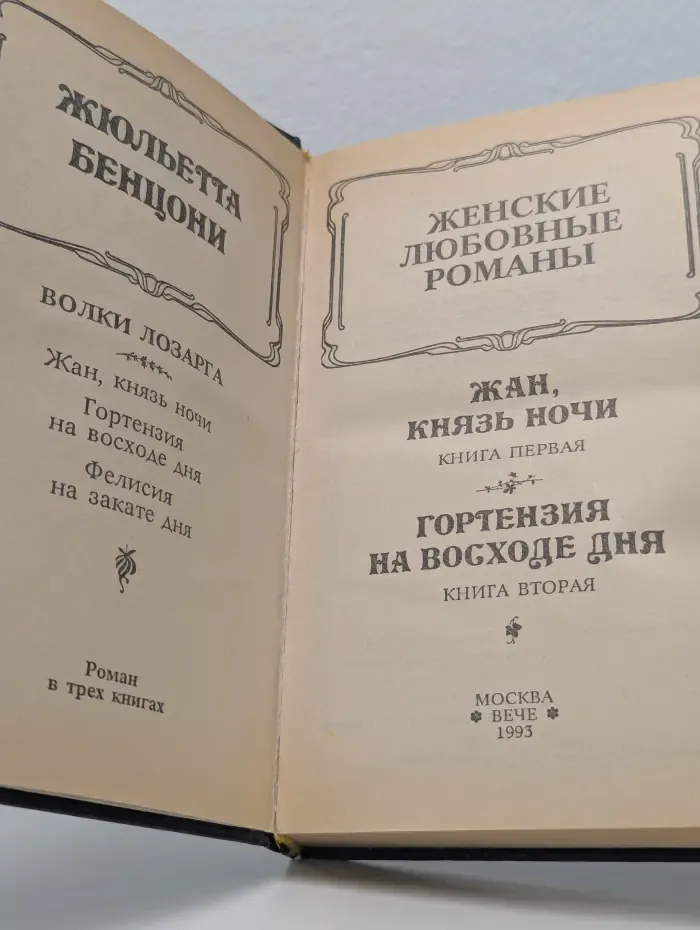 ЖЮЛЬЕТТА
БЕНЦОНИ
ВОЛКИ ЛОЗАРГА
Жан, князь ночи
Гортензия
на восходе дня
Фелисия
на закате дня
Роман
в трех книгах
ЖЕНСКИЕ
ЛЮБОВНЫЕ
РОМАНЫ
ЖАН,
КНЯЗЬ НОЧИ
КНИГА ПЕРВАЯ
ГОРТЕНЗИЯ
НА ВОСХОДЕ ДНЯ
КНИГА ВТОРАЯ
МОСКВА
✽ ВЕЧЕ ✽
1993